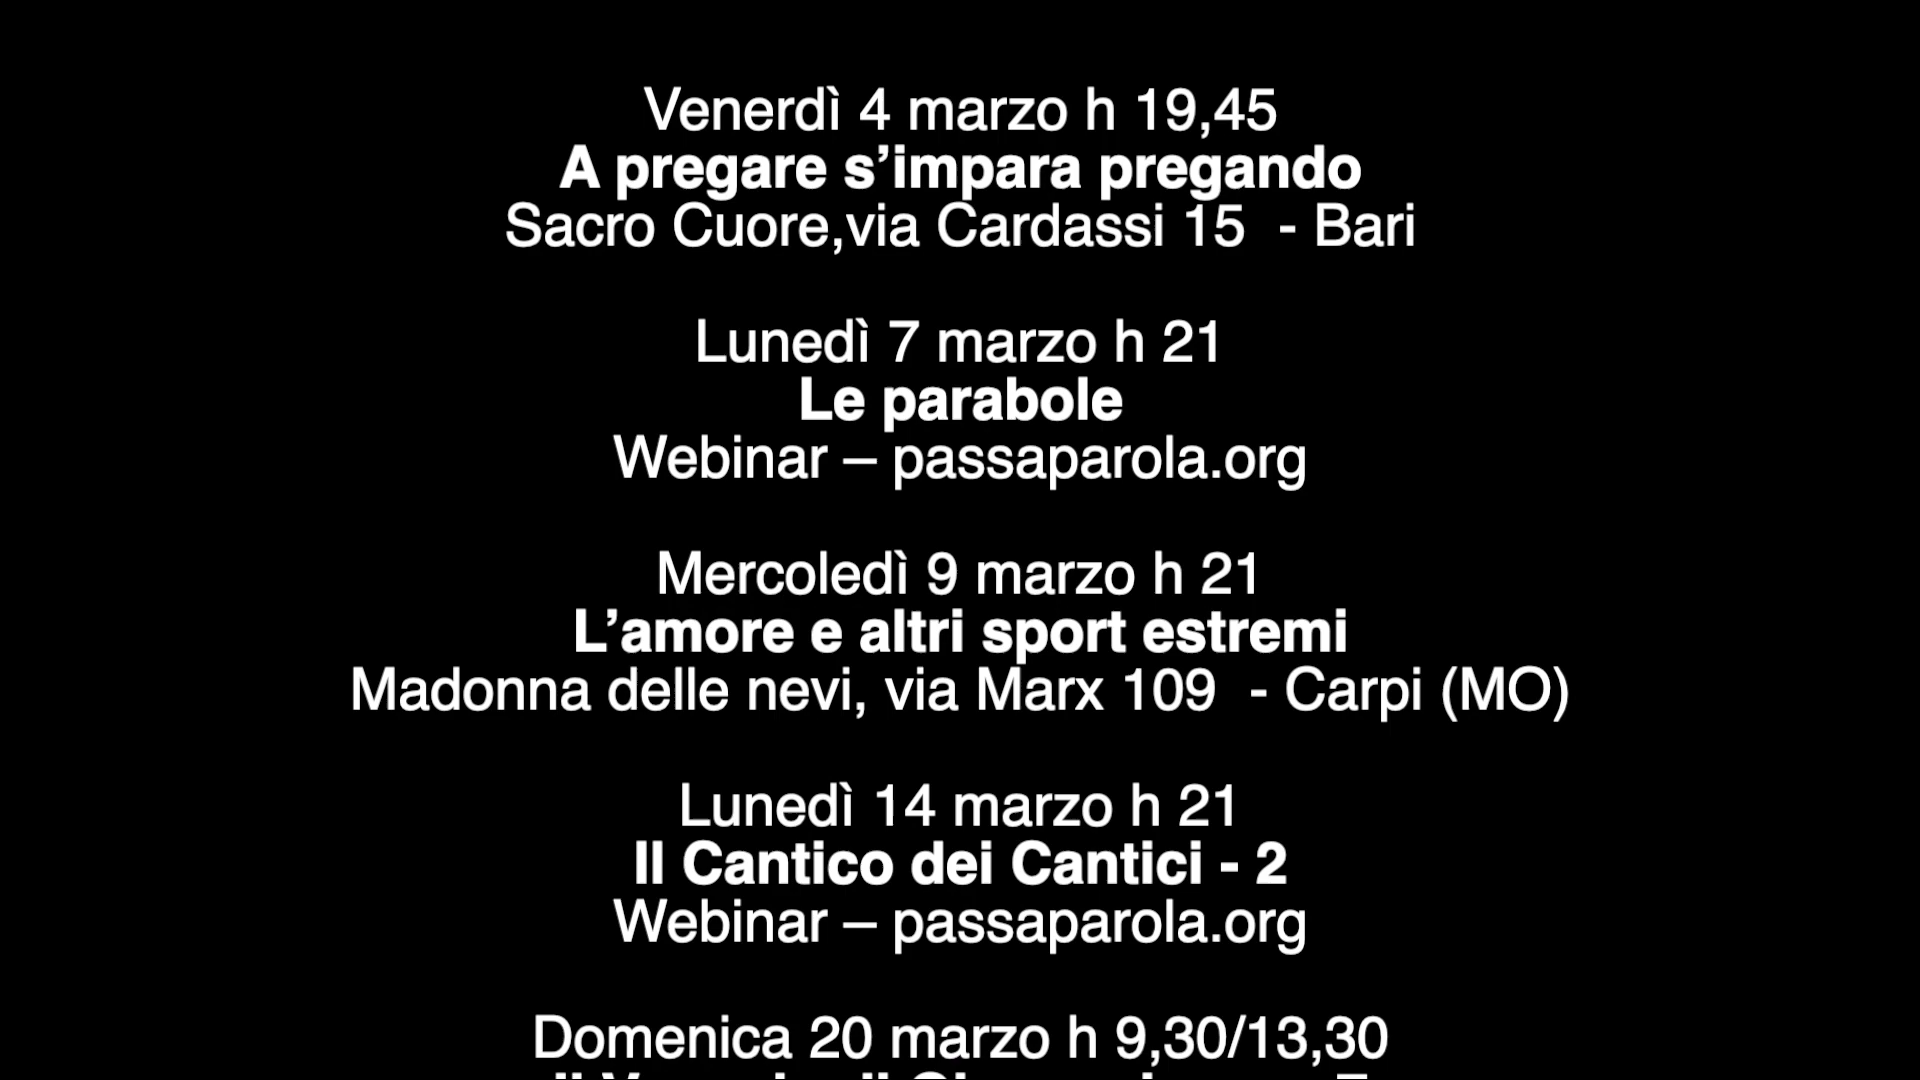 Venerdì 4 marzo h 19,45
A pregare s’impara pregando
Sacro Cuore,via Cardassi 15  - Bari
Lunedì 7 marzo h 21
Le parabole
Webinar – passaparola.org
Mercoledì 9 marzo h 21
L’amore e altri sport estremi
Madonna delle nevi, via Marx 109  - Carpi (MO)
Lunedì 14 marzo h 21
Il Cantico dei Cantici - 2
Webinar – passaparola.org
Domenica 20 marzo h 9,30/13,30